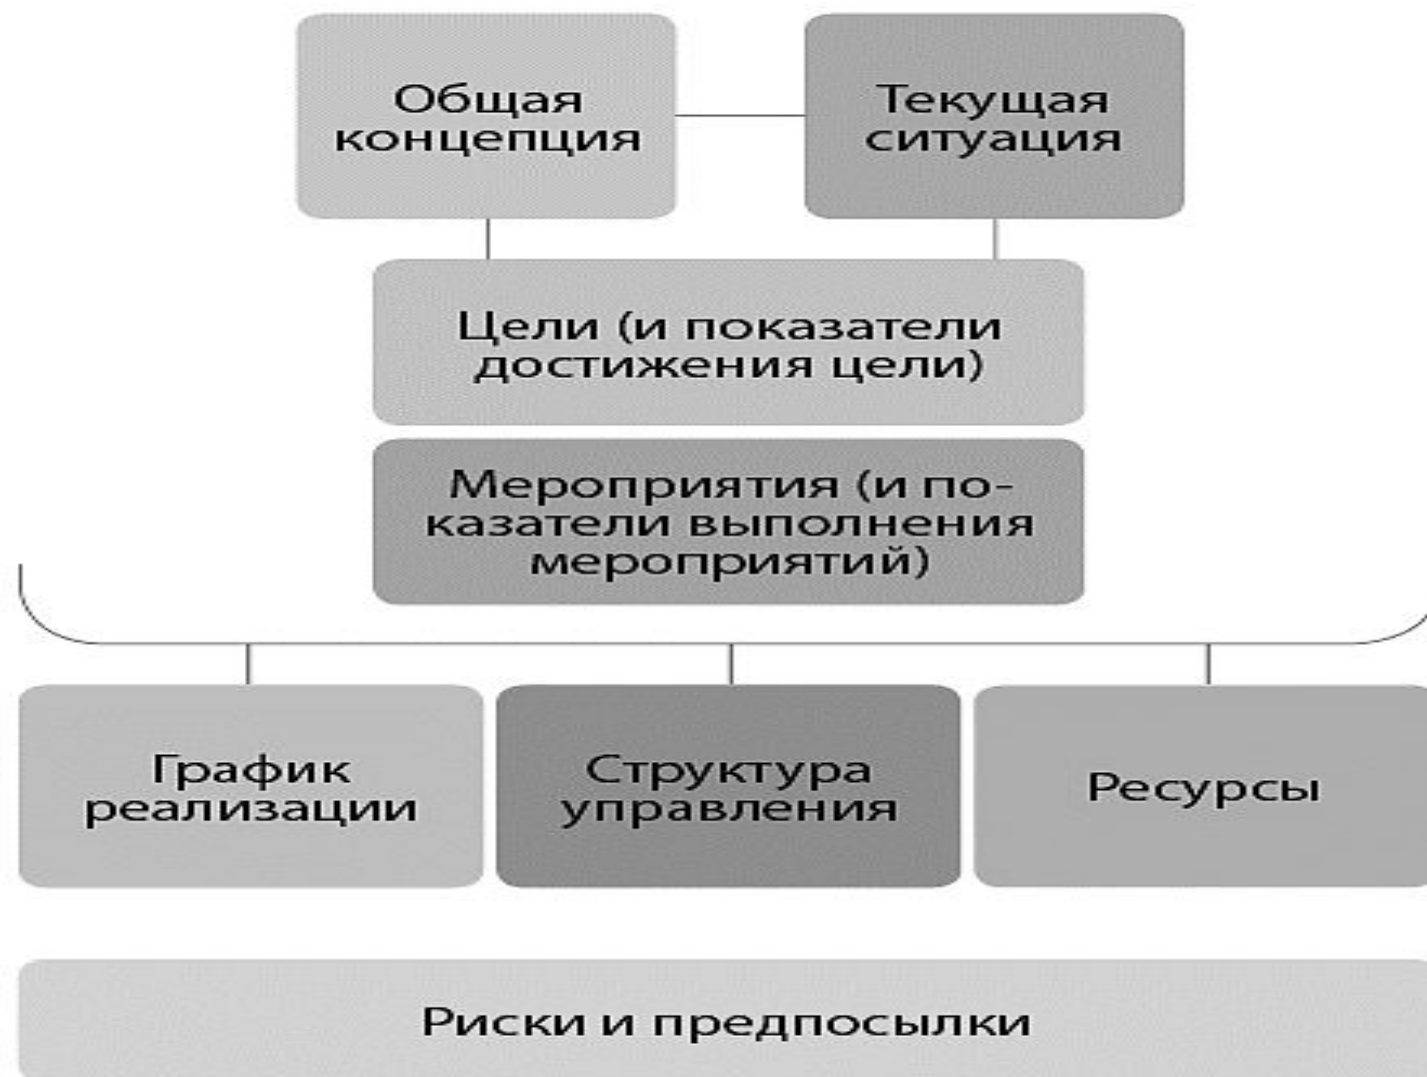 Общая
концепция
Текущая
ситуация
Цели (и показатели
достижения цели)
Мероприятия (и по-
казатели выполнения
мероприятий)
График
реализации
Структура
управления
Ресурсы
Риски и предпосылки